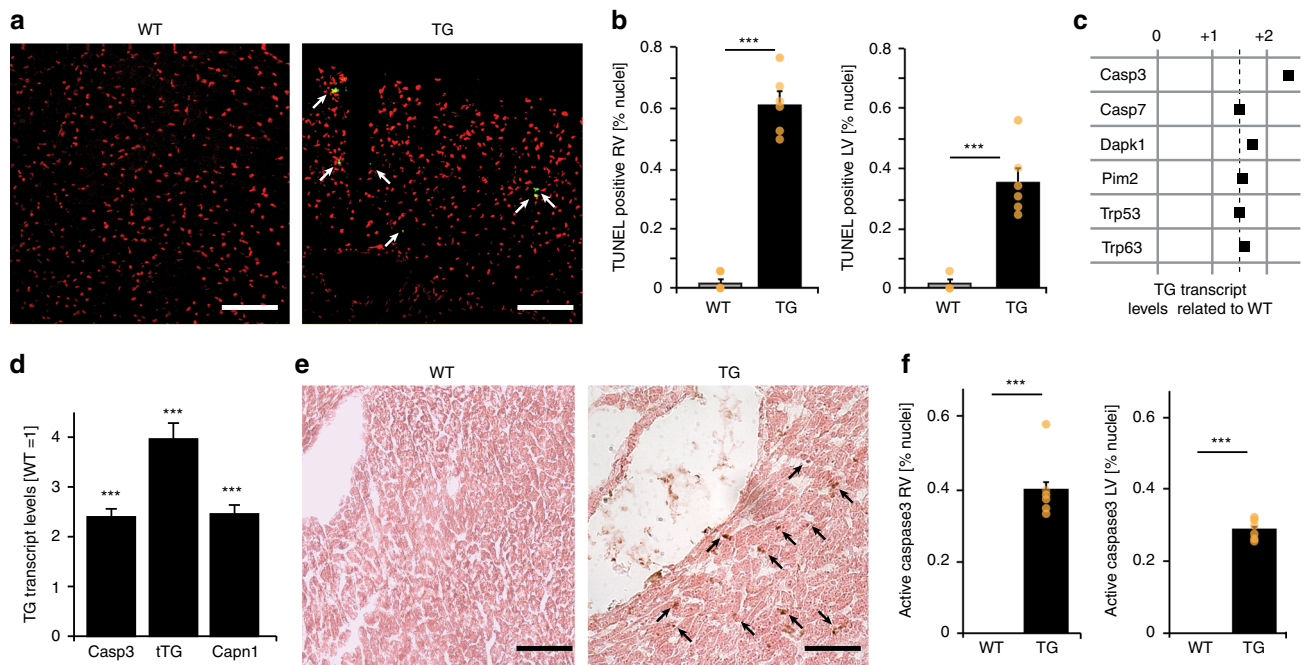 a
WT
TG
b
TUNEL positive RV [% nuclei]
0.8
0.6
0.4
0.2
0
***
WT
TG
TUNEL positive LV [% nuclei]
0.8
0.6
0.4
0.2
0
***
WT
TG
c
0
+1
+2
Casp3
Casp7
Dapk1
Pim2
Trp53
Trp63
TG transcript
levels related to WT
d
TG transcript levels [WT =1]
4
3
2
1
0
***
***
***
Casp3
tTG
Capn1
e
WT
TG
f
Active caspase3 RV [% nuclei]
0.6
0.4
0.2
0
***
WT
TG
Active caspase3 LV [% nuclei]
0.6
0.4
0.2
0
***
WT
TG